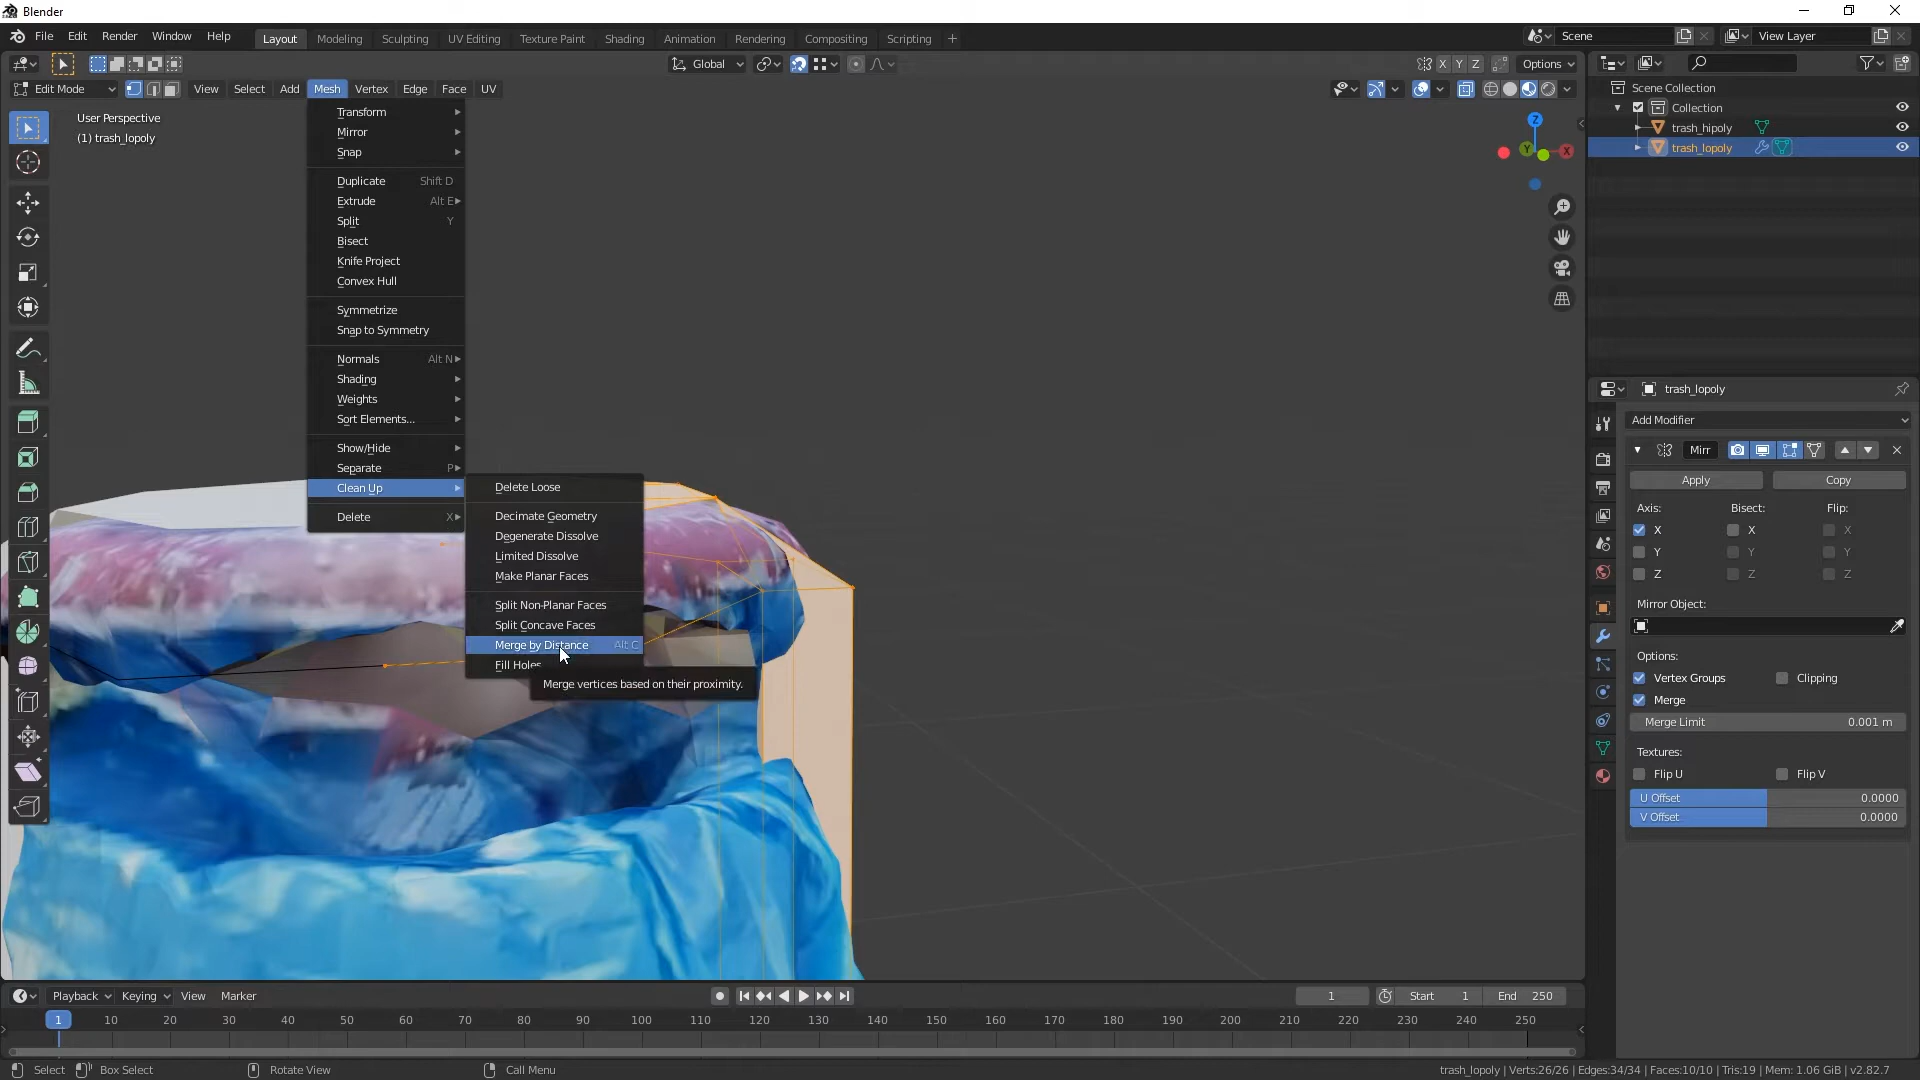 Blender
File Edit Render Window Help
Layout Modeling Sculpting UV Editing Texture Paint Shading Animation Rendering Compositing Scripting +
Scene
View Layer
Global
X Y Z
Options
Edit Mode
View Select Add Mesh Vertex Edge Face UV
User Perspective
(1) trash_lopoly
Transform
Mirror
Snap
Duplicate Shift D
Extrude Alt E
Split Y
Bisect
Knife Project
Convex Hull
Symmetrize
Snap to Symmetry
Normals Alt N
Shading
Weights
Sort Elements...
Show/Hide
Separate P
Clean Up
Delete X
Delete Loose
Decimate Geometry
Degenerate Dissolve
Limited Dissolve
Make Planar Faces
Split Non-Planar Faces
Split Concave Faces
Merge by Distance Alt C
Fill Holes
Merge vertices based on their proximity.
Z
Y
X
Scene Collection
Collection
trash_hipoly
trash_lopoly
trash_lopoly
Add Modifier
Mirr
Apply Copy
Axis: Bisect: Flip:
X X X
Y Y Y
Z Z Z
Mirror Object:
Options:
Vertex Groups Clipping
Merge
Merge Limit 0.001 m
Textures:
Flip U Flip V
U Offset 0.0000
V Offset 0.0000
Playback Keying View Marker
1 Start 1 End 250
1 10 20 30 40 50 60 70 80 90 100 110 120 130 140 150 160 170 180 190 200 210 220 230 240 250
Select Box Select Rotate View Call Menu
trash_lopoly | Verts:26/26 | Edges:34/34 | Faces:10/10 | Tris:19 | Mem: 1.06 GiB | v2.82.7